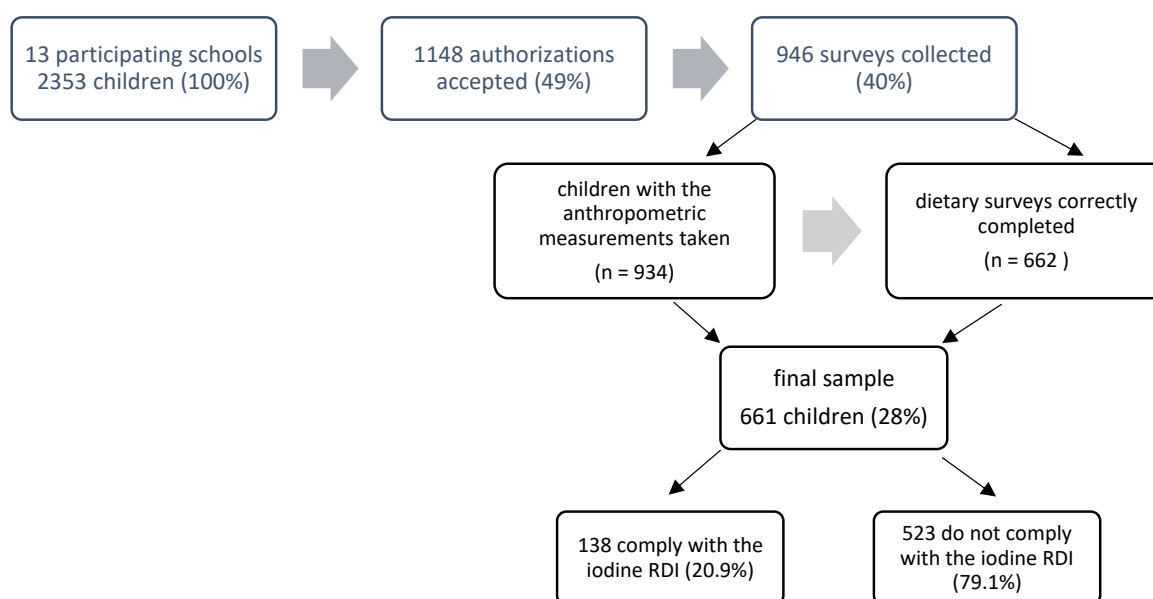 13 participating schools
2353 children (100%)
1148 authorizations
accepted (49%)
946 surveys collected
(40%)
children with the
anthropometric
measurements taken
(n = 934)
dietary surveys correctly
completed
(n = 662 )
final sample
661 children (28%)
138 comply with the
iodine RDI (20.9%)
523 do not comply
with the iodine RDI
(79.1%)